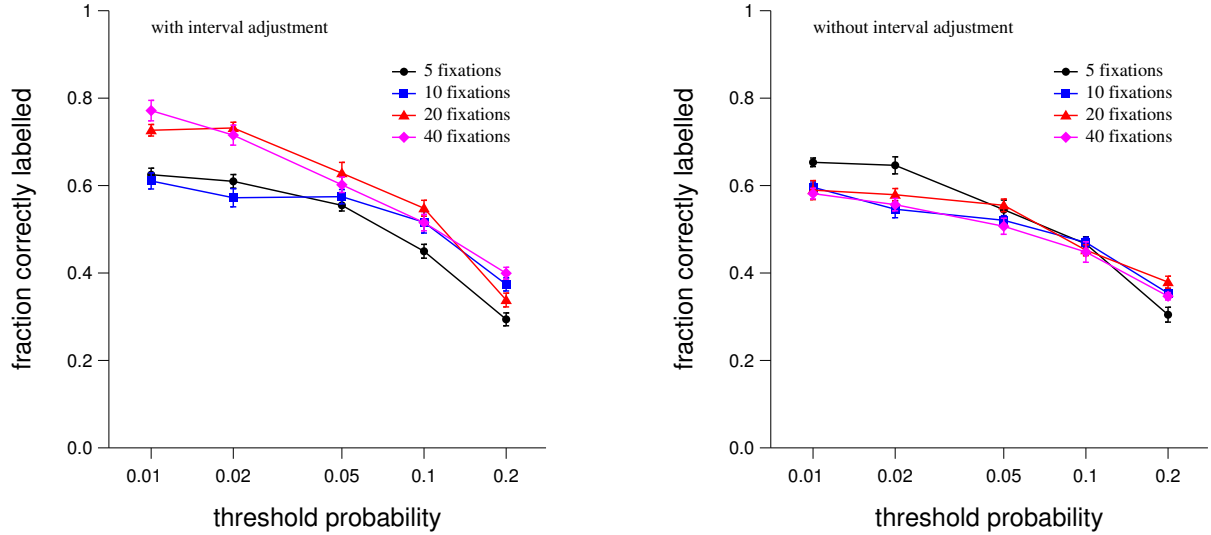 with interval adjustment
5 fixations
10 fixations
20 fixations
40 fixations
fraction correctly labelled
1
0.8
0.6
0.4
0.2
0.0
0.01 0.02 0.05 0.1 0.2
threshold probability
without interval adjustment
5 fixations
10 fixations
20 fixations
40 fixations
fraction correctly labelled
1
0.8
0.6
0.4
0.2
0.0
0.01 0.02 0.05 0.1 0.2
threshold probability